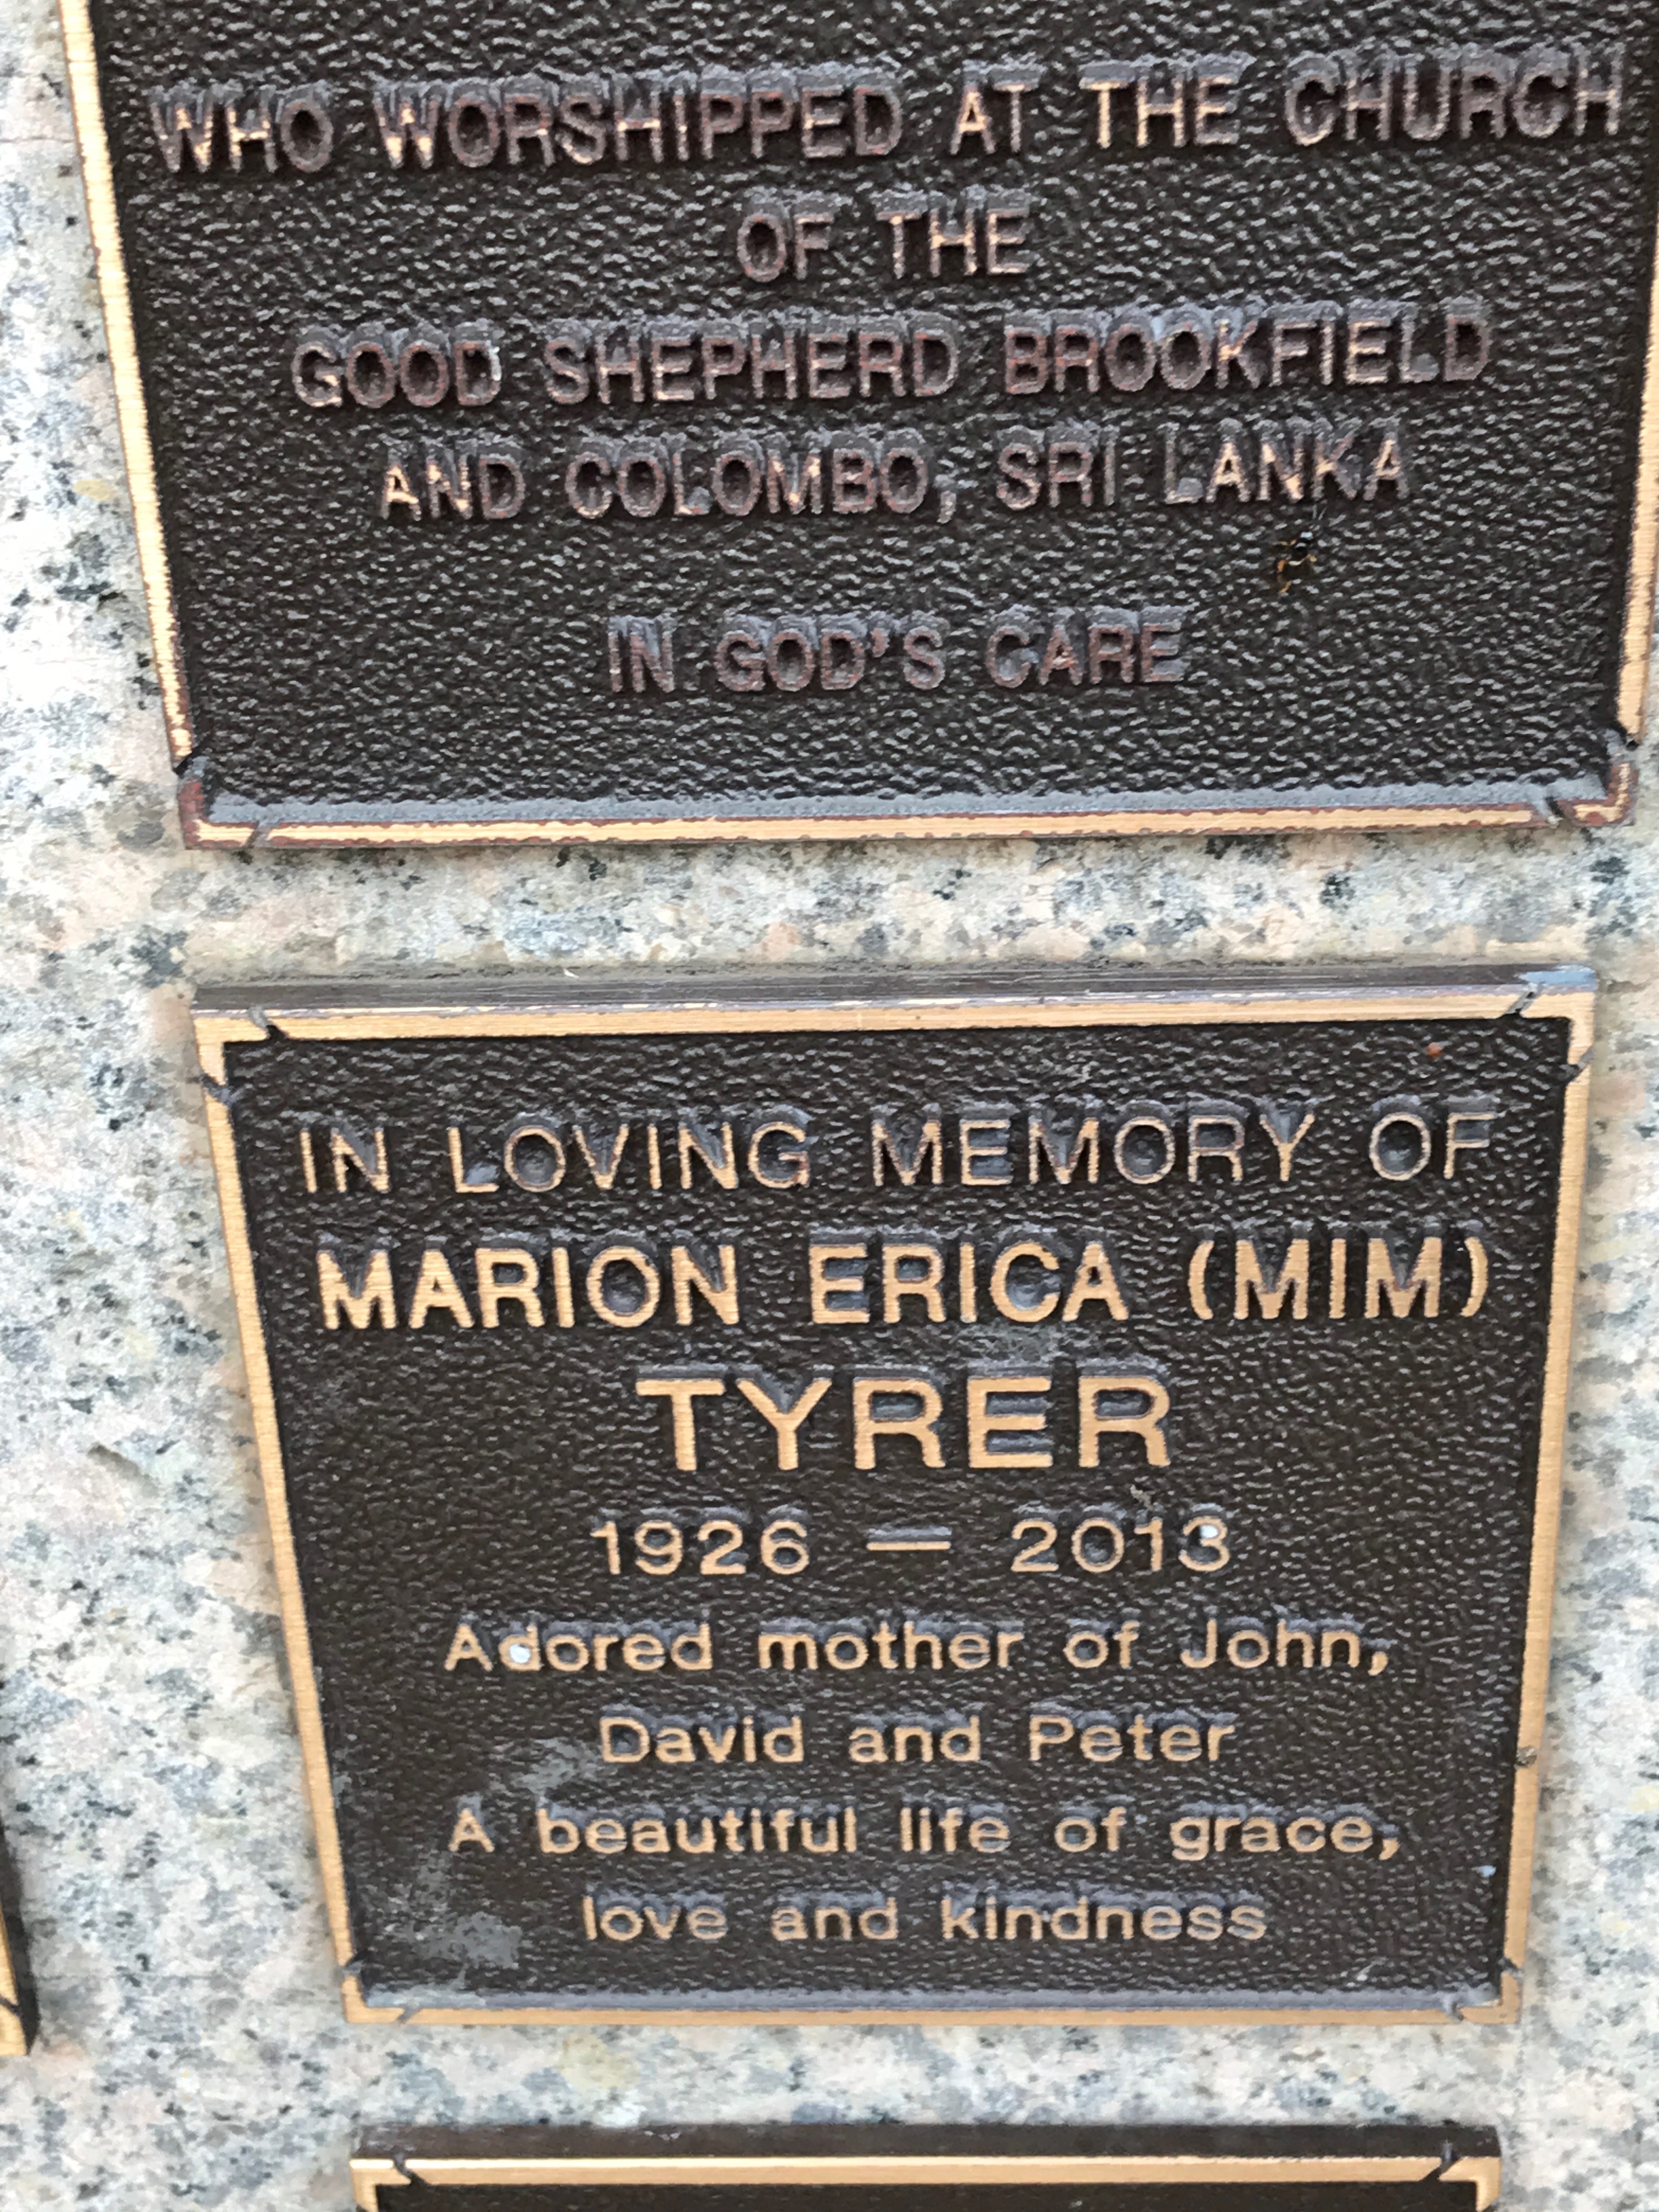 WHO WORSHIPPED AT THE CHURCH
OF THE
GOOD SHEPHERD BROOKFIELD
AND COLOMBO, SRI LANKA
IN GOD'S CARE
IN LOVING MEMORY OF
MARION ERICA (MIM)
TYRER
1926 — 2013
Adored mother of John,
David and Peter
A beautiful life of grace,
love and kindness